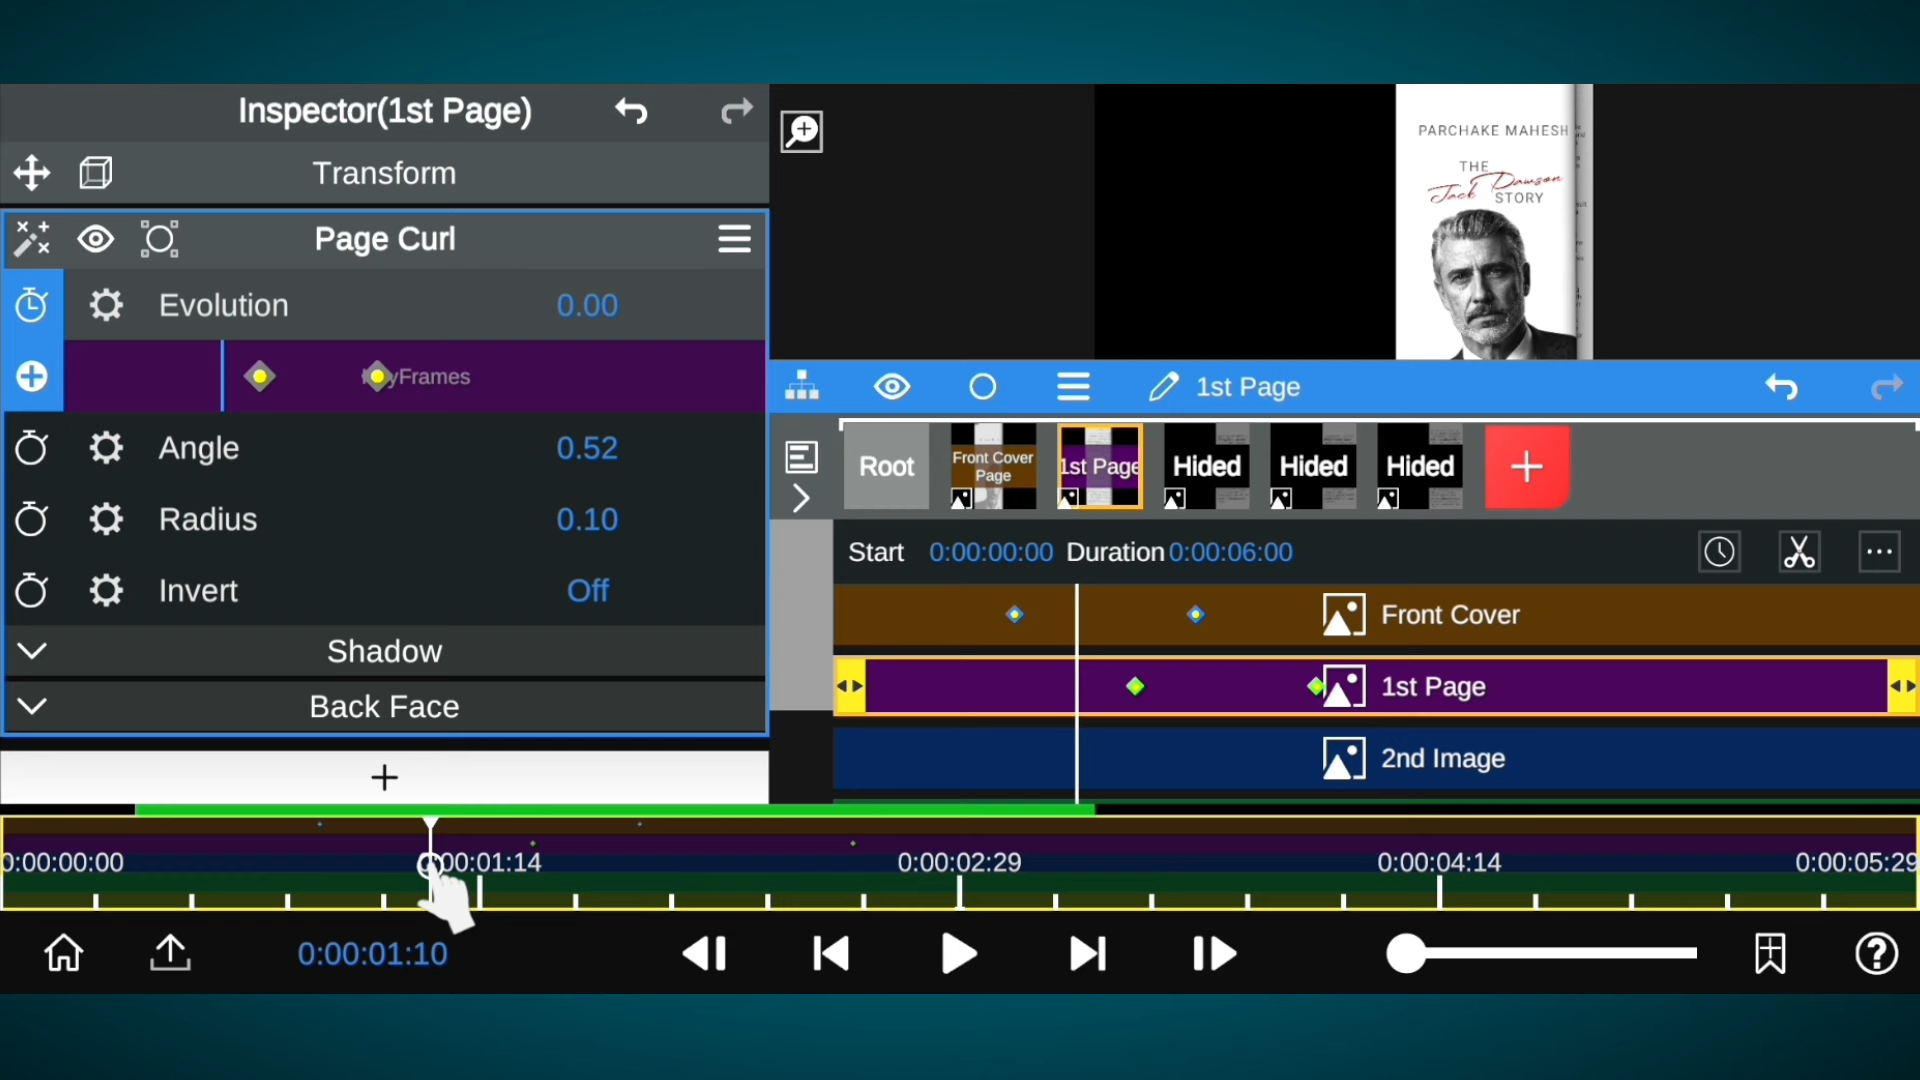 Inspector(1st Page)
Transform
Page Curl
Evolution 0.00
yFrames
Angle 0.52
Radius 0.10
Invert Off
Shadow
Back Face
+
PARCHAKE MAHESH
THE
Jack Dawson
STORY
1st Page
Root
Front Cover
Page
1st Page
Hided
Hided
Hided
+
Start 0:00:00:00 Duration 0:00:06:00
Front Cover
1st Page
2nd Image
0:00:00:00
0:00:01:14
0:00:02:29
0:00:04:14
0:00:05:29
0:00:01:10